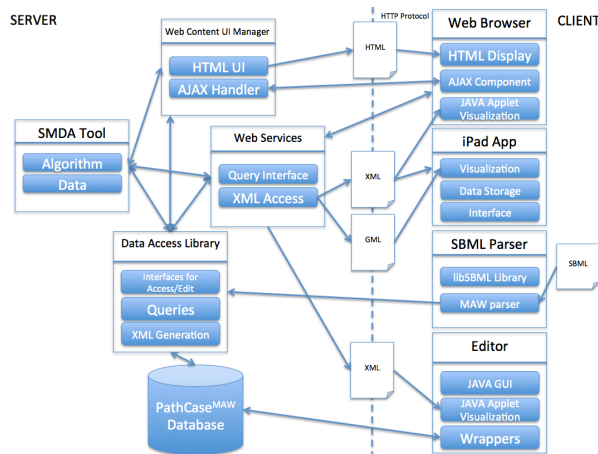 SERVER
HTTP Protocol
CLIENT
Web Content UI Manager
HTML UI
AJAX Handler
HTML
Web Browser
HTML Display
AJAX Component
JAVA Applet
Visualization
SMDA Tool
Algorithm
Data
Web Services
Query Interface
XML Access
XML
GML
iPad App
Visualization
Data Storage
Interface
Data Access Library
Interfaces for
Access/Edit
Queries
XML Generation
SBML Parser
libSBML Library
MAW parser
SBML
XML
Editor
JAVA GUI
JAVA Applet
Visualization
Wrappers
PathCaseMAW
Database